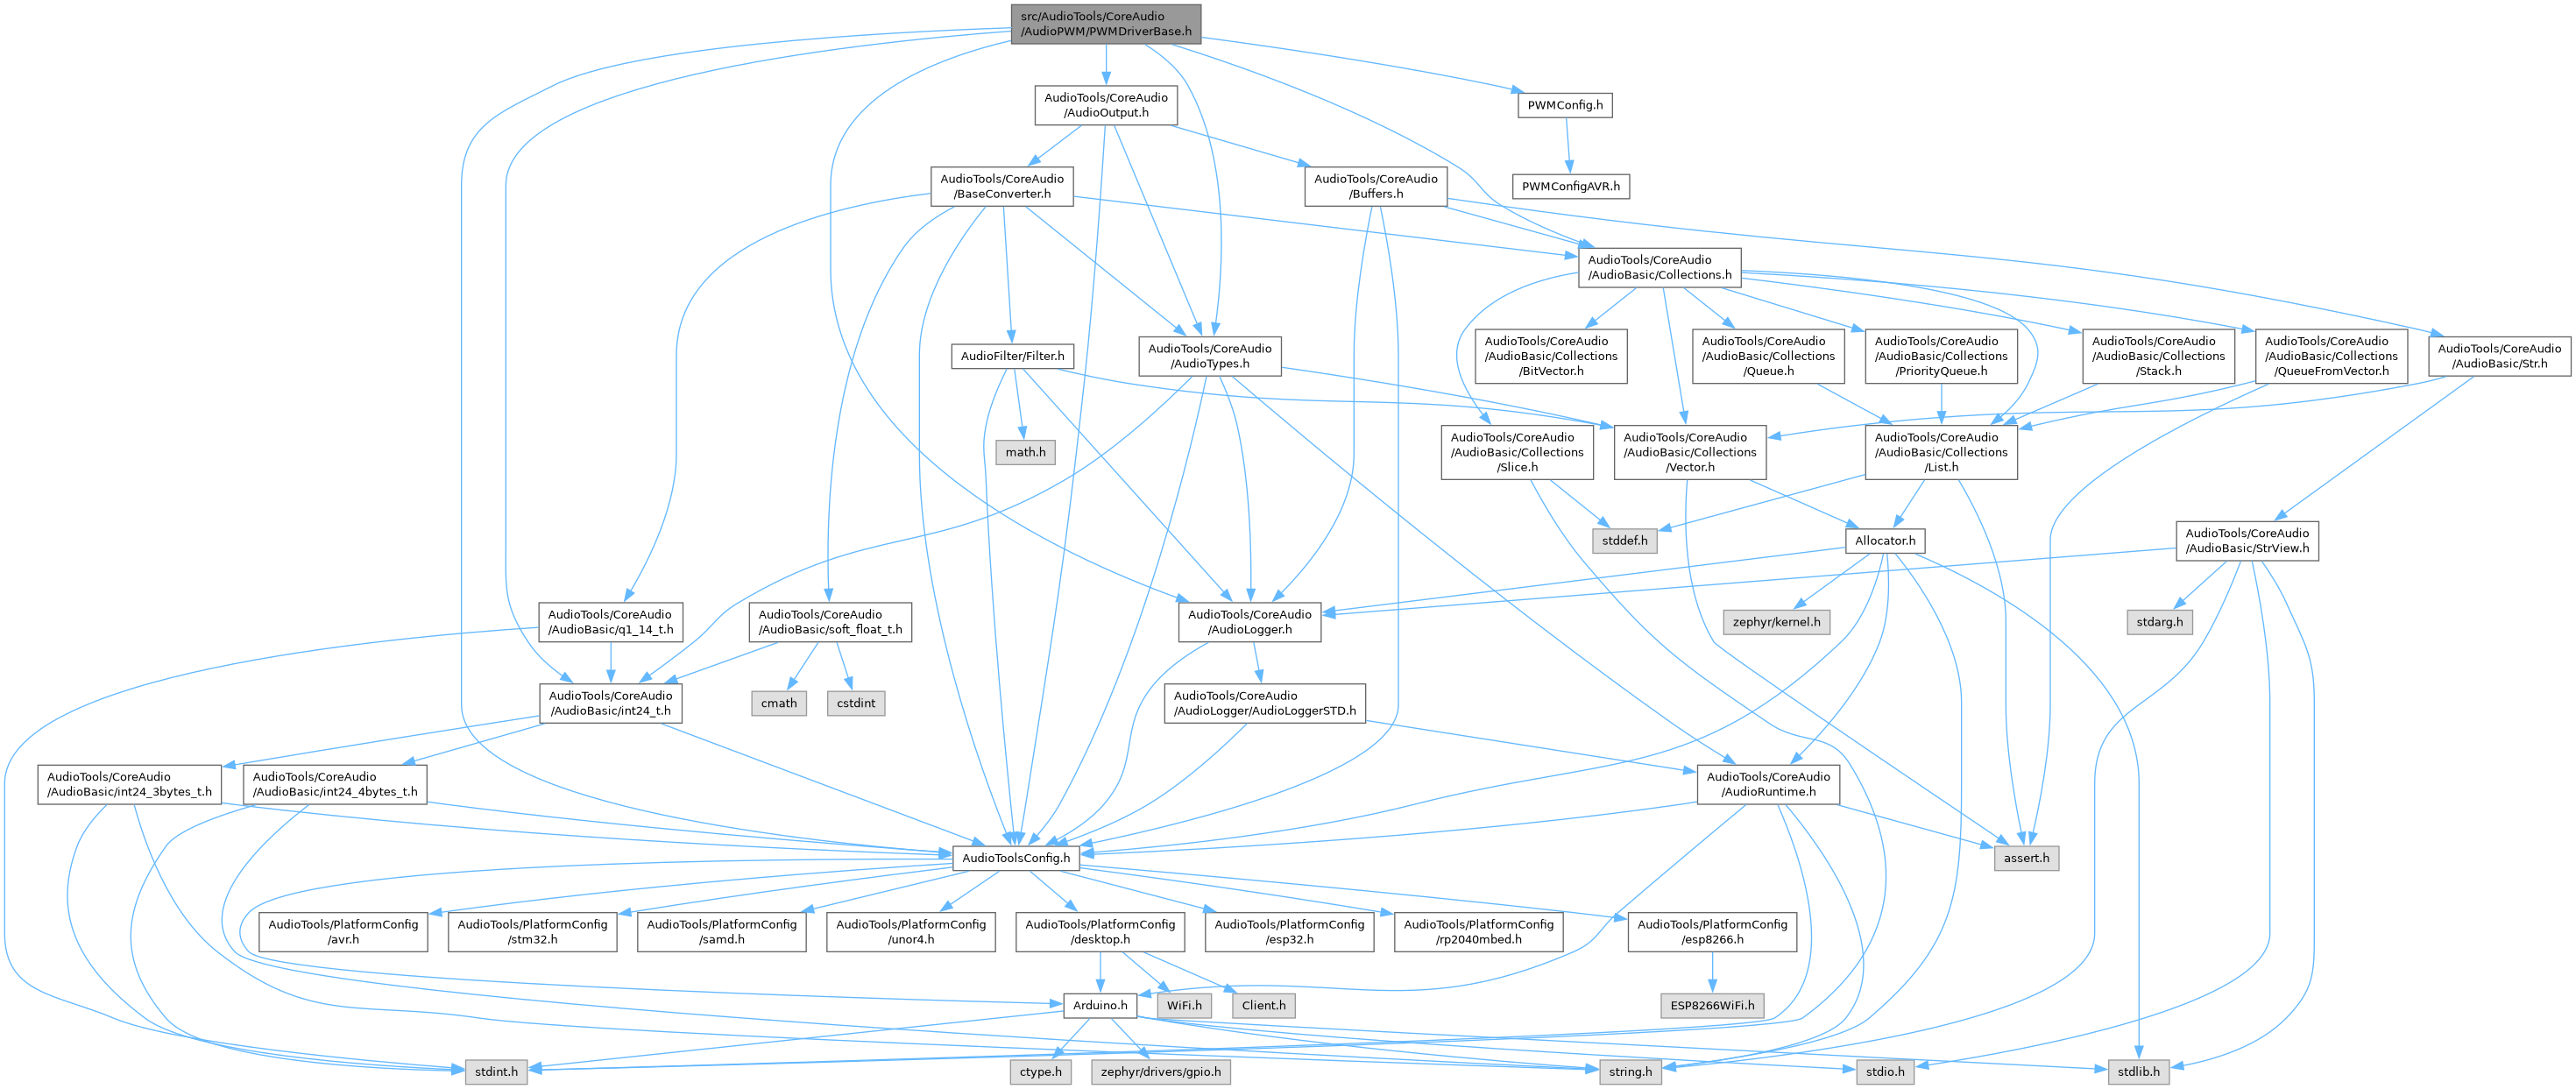 src/AudioTools/CoreAudio
/AudioPWM/PWMDriverBase.h
AudioTools/CoreAudio
/AudioOutput.h
PWMConfig.h
AudioTools/CoreAudio
/BaseConverter.h
AudioTools/CoreAudio
/Buffers.h
PWMConfigAVR.h
AudioTools/CoreAudio
/AudioBasic/Collections.h
AudioFilter/Filter.h
AudioTools/CoreAudio
/AudioTypes.h
AudioTools/CoreAudio
/AudioBasic/Collections
/BitVector.h
AudioTools/CoreAudio
/AudioBasic/Collections
/Queue.h
AudioTools/CoreAudio
/AudioBasic/Collections
/PriorityQueue.h
AudioTools/CoreAudio
/AudioBasic/Collections
/Stack.h
AudioTools/CoreAudio
/AudioBasic/Collections
/QueueFromVector.h
AudioTools/CoreAudio
/AudioBasic/Str.h
math.h
AudioTools/CoreAudio
/AudioBasic/Collections
/Slice.h
AudioTools/CoreAudio
/AudioBasic/Collections
/Vector.h
AudioTools/CoreAudio
/AudioBasic/Collections
/List.h
stddef.h
Allocator.h
AudioTools/CoreAudio
/AudioBasic/StrView.h
AudioTools/CoreAudio
/AudioBasic/q1_14_t.h
AudioTools/CoreAudio
/AudioBasic/soft_float_t.h
AudioTools/CoreAudio
/AudioLogger.h
zephyr/kernel.h
stdarg.h
AudioTools/CoreAudio
/AudioBasic/int24_t.h
cmath
cstdint
AudioTools/CoreAudio
/AudioLogger/AudioLoggerSTD.h
AudioTools/CoreAudio
/AudioBasic/int24_3bytes_t.h
AudioTools/CoreAudio
/AudioBasic/int24_4bytes_t.h
AudioTools/CoreAudio
/AudioRuntime.h
AudioToolsConfig.h
assert.h
AudioTools/PlatformConfig
/avr.h
AudioTools/PlatformConfig
/stm32.h
AudioTools/PlatformConfig
/samd.h
AudioTools/PlatformConfig
/unor4.h
AudioTools/PlatformConfig
/desktop.h
AudioTools/PlatformConfig
/esp32.h
AudioTools/PlatformConfig
/rp2040mbed.h
AudioTools/PlatformConfig
/esp8266.h
Arduino.h
WiFi.h
Client.h
ESP8266WiFi.h
stdint.h
ctype.h
zephyr/drivers/gpio.h
string.h
stdio.h
stdlib.h